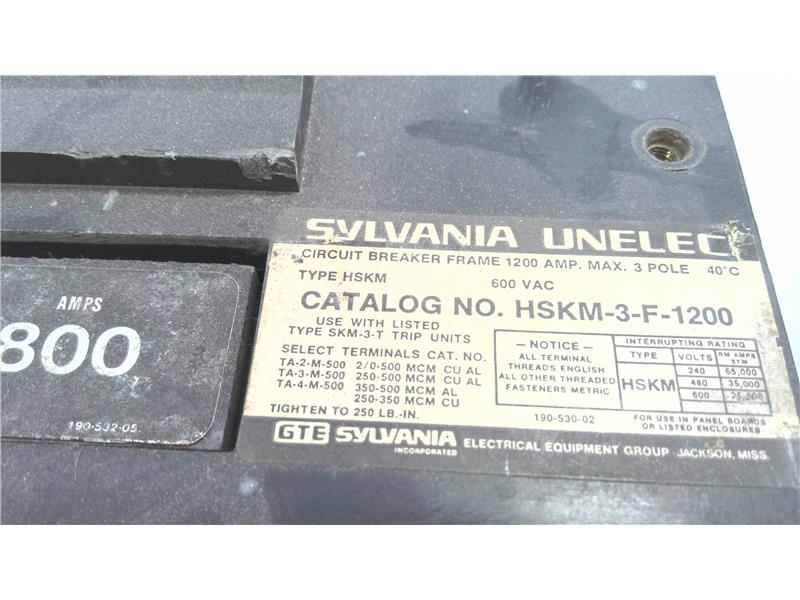 AMPS
800
190-532-05
SYLVANIA UNELEC
CIRCUIT BREAKER FRAME 1200 AMP. MAX. 3 POLE 40°C
TYPE HSKM 600 VAC
CATALOG NO. HSKM-3-F-1200
USE WITH LISTED
TYPE SKM-3-T TRIP UNITS
SELECT TERMINALS CAT. NO.
TA-2-M-500 2/0-500 MCM CU AL
TA-3-M-500 250-500 MCM CU AL
TA-4-M-500 350-500 MCM AL
250-350 MCM CU
TIGHTEN TO 250 LB.-IN.
- NOTICE -
ALL TERMINAL
THREADS ENGLISH
ALL OTHER THREADED
FASTENERS METRIC
190-530-02
INTERRUPTING RATING
TYPE VOLTS RM AMPS SYM
HSKM 240 65,000
480 35,000
600 25,000
FOR USE IN PANEL BOARDS
OR LISTED ENCLOSURES
GTE SYLVANIA
INCORPORATED
ELECTRICAL EQUIPMENT GROUP JACKSON, MISS.